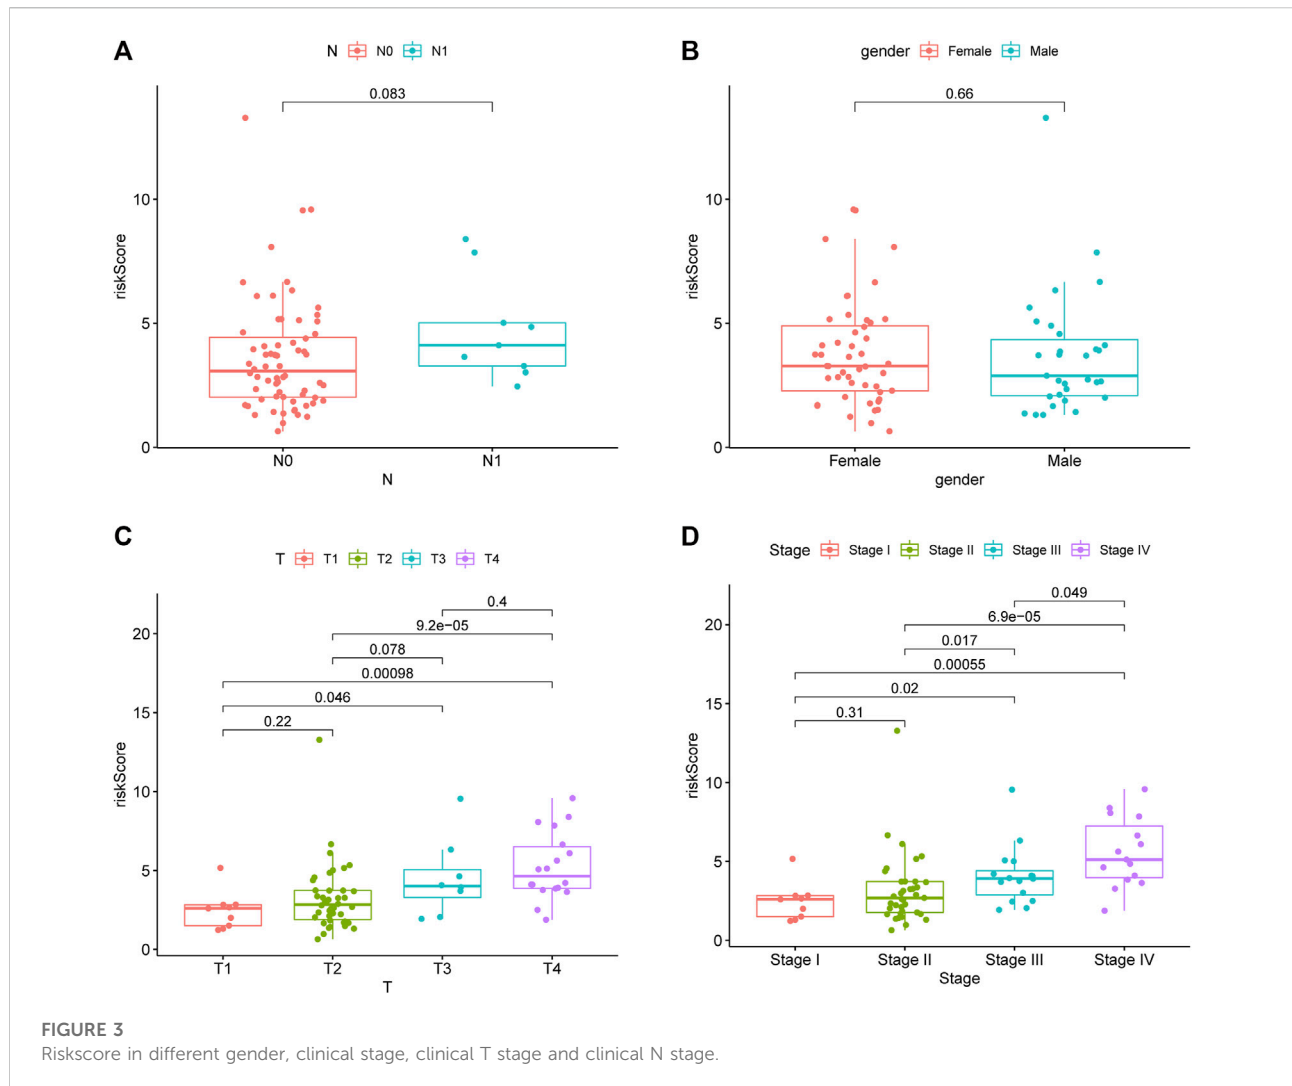 A
N N0 N1
0.083
10
5
0
riskScore
N0 N1
N
B
gender Female Male
0.66
10
5
0
riskScore
Female Male
gender
C
T T1 T2 T3 T4
0.4
9.2e−05
0.078
0.00098
0.046
0.22
20
15
10
5
0
riskScore
T1 T2 T3 T4
T
D
Stage Stage I Stage II Stage III Stage IV
0.049
6.9e−05
0.017
0.00055
0.02
0.31
20
15
10
5
0
riskScore
Stage I Stage II Stage III Stage IV
Stage
FIGURE 3
Riskscore in different gender, clinical stage, clinical T stage and clinical N stage.